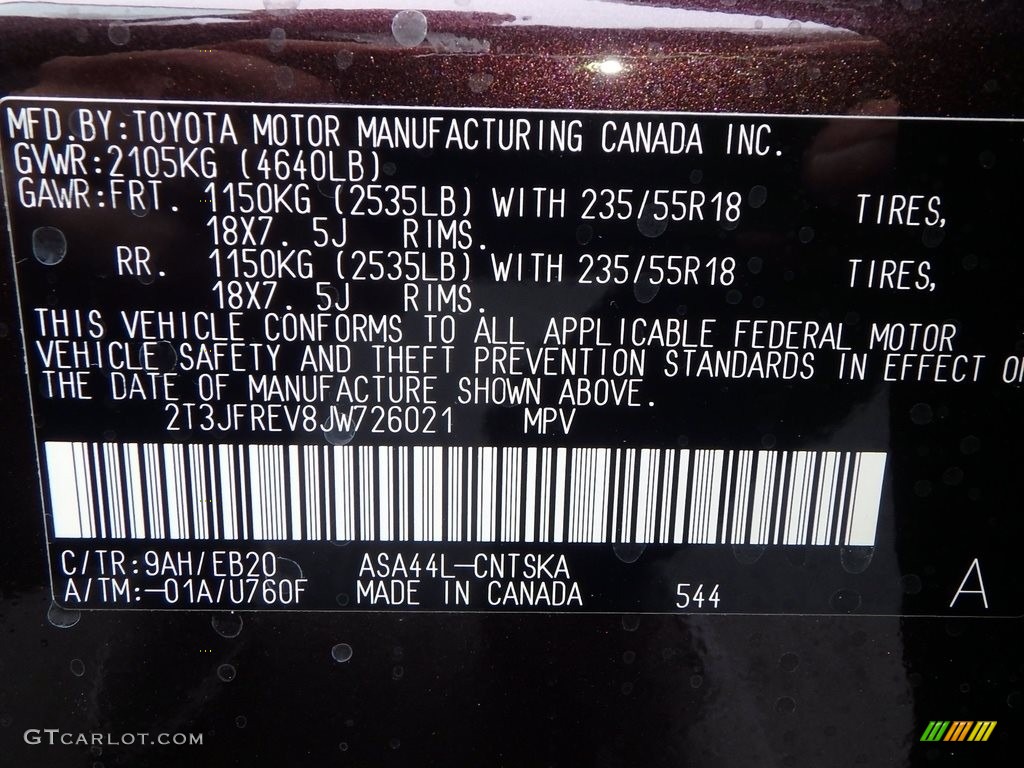 MFD.BY:TOYOTA MOTOR MANUFACTURING CANADA INC.
GVWR:2105KG (4640LB)
GAWR:FRT. 1150KG (2535LB) WITH 235/55R18 TIRES,
18X7. 5J RIMS.
RR. 1150KG (2535LB) WITH 235/55R18 TIRES,
18X7. 5J RIMS.
THIS VEHICLE CONFORMS TO ALL APPLICABLE FEDERAL MOTOR
VEHICLE SAFETY AND THEFT PREVENTION STANDARDS IN EFFECT ON
THE DATE OF MANUFACTURE SHOWN ABOVE.
2T3JFREV8JW726021 MPV
C/TR:9AH/EB20 ASA44L-CNTSKA
A/TM:-01A/U760F MADE IN CANADA 544 A
GTCARLOT.COM